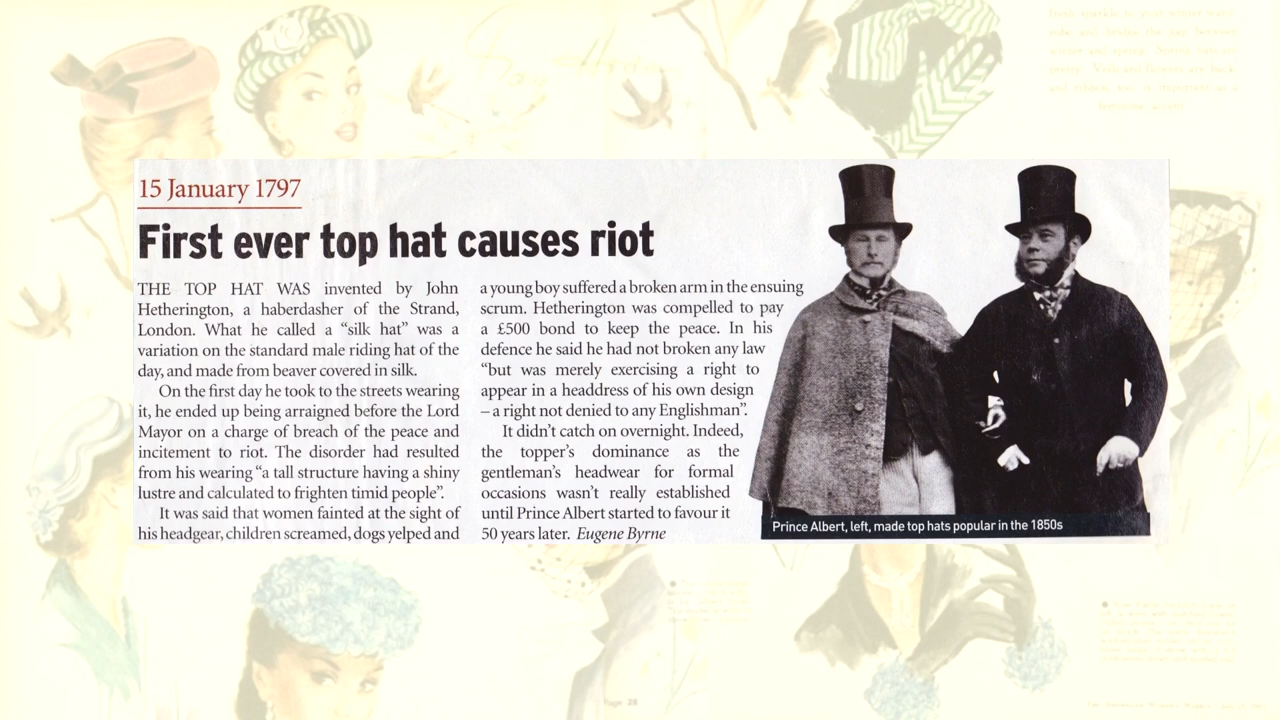 15 January 1797
First ever top hat causes riot
THE TOP HAT WAS invented by John
Hetherington, a haberdasher of the Strand,
London. What he called a “silk hat” was a
variation on the standard male riding hat of the
day, and made from beaver covered in silk.
On the first day he took to the streets wearing
it, he ended up being arraigned before the Lord
Mayor on a charge of breach of the peace and
incitement to riot. The disorder had resulted
from his wearing “a tall structure having a shiny
lustre and calculated to frighten timid people”.
It was said that women fainted at the sight of
his headgear, children screamed, dogs yelped and
a young boy suffered a broken arm in the ensuing
scrum. Hetherington was compelled to pay
a £500 bond to keep the peace. In his
defence he said he had not broken any law
“but was merely exercising a right to
appear in a headdress of his own design
– a right not denied to any Englishman”.
It didn’t catch on overnight. Indeed,
the topper’s dominance as the
gentleman’s headwear for formal
occasions wasn’t really established
until Prince Albert started to favour it
50 years later. Eugene Byrne
Prince Albert, left, made top hats popular in the 1850s
Page 28